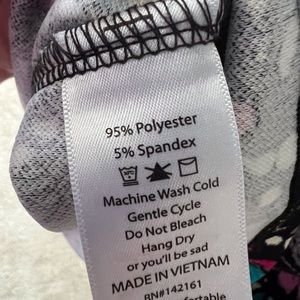 95% Polyester
5% Spandex
Machine Wash Cold
Gentle Cycle
Do Not Bleach
Hang Dry
or you'll be sad
MADE IN VIETNAM
RN#142161